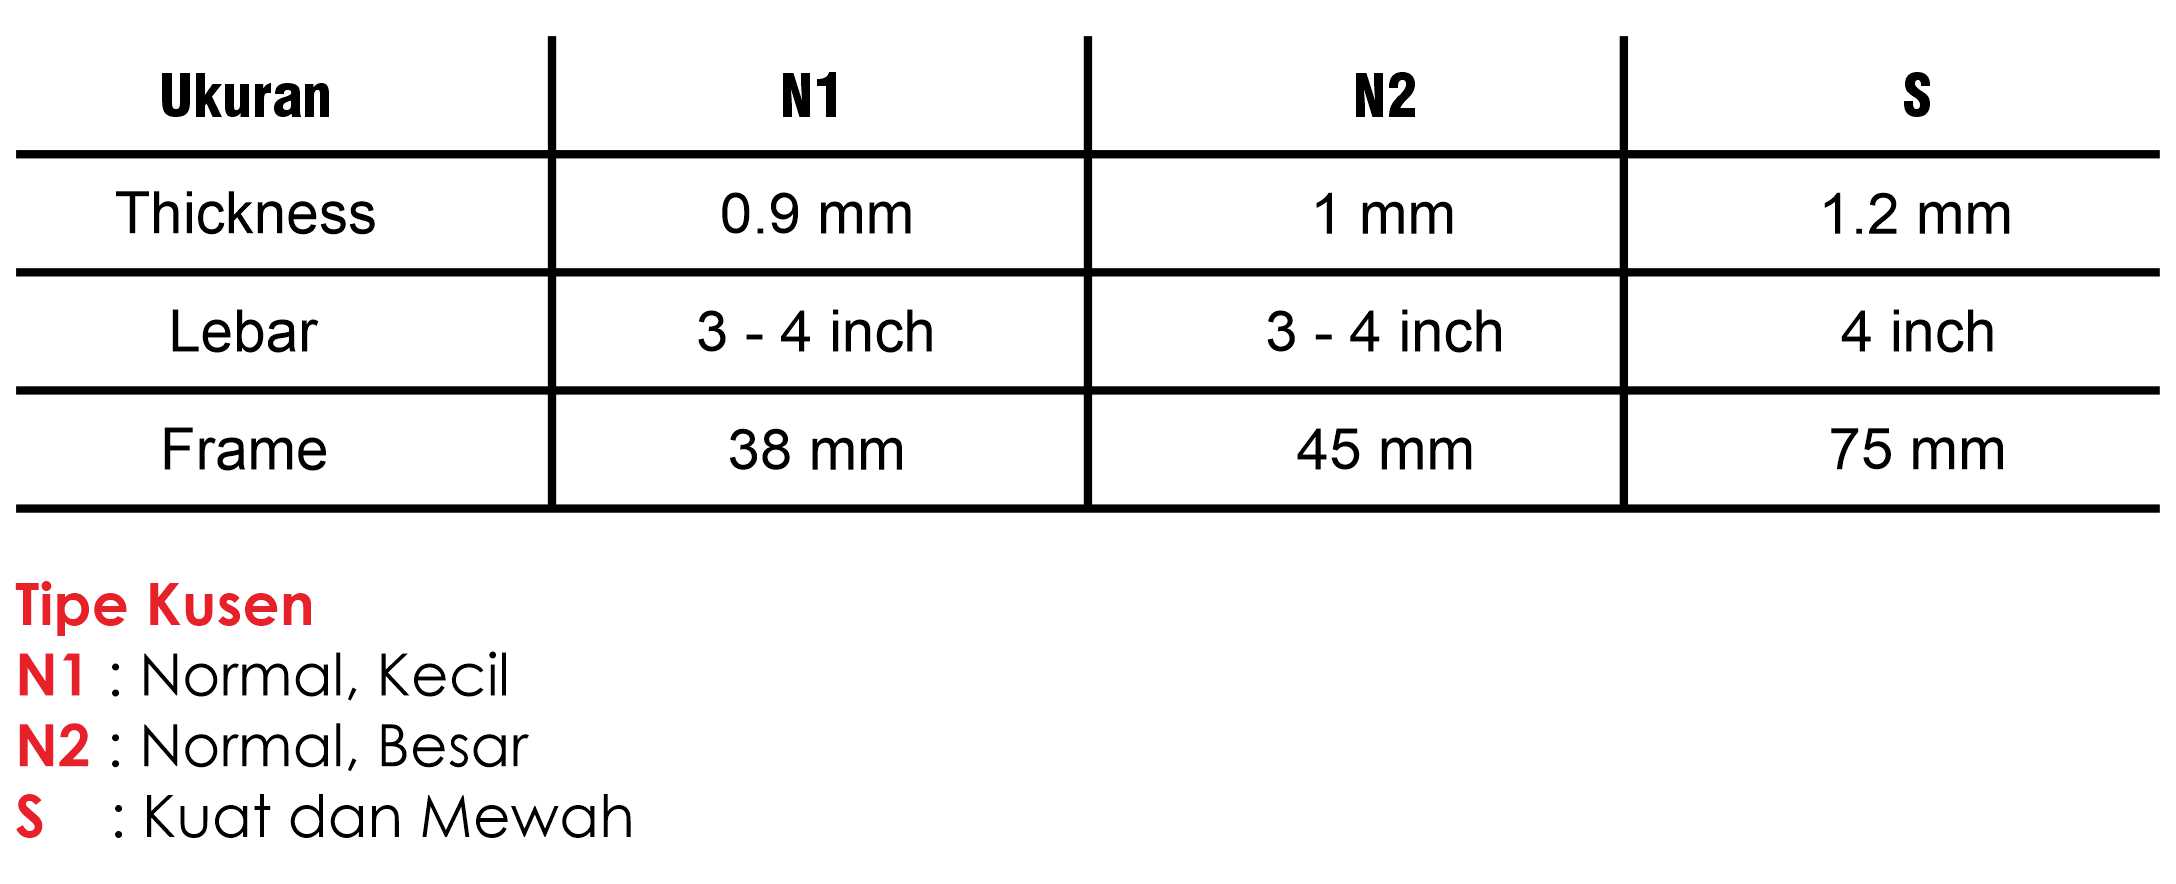 Ukuran N1 N2 S
Thickness 0.9 mm 1 mm 1.2 mm
Lebar 3 - 4 inch 3 - 4 inch 4 inch
Frame 38 mm 45 mm 75 mm
Tipe Kusen
N1 : Normal, Kecil
N2 : Normal, Besar
S : Kuat dan Mewah